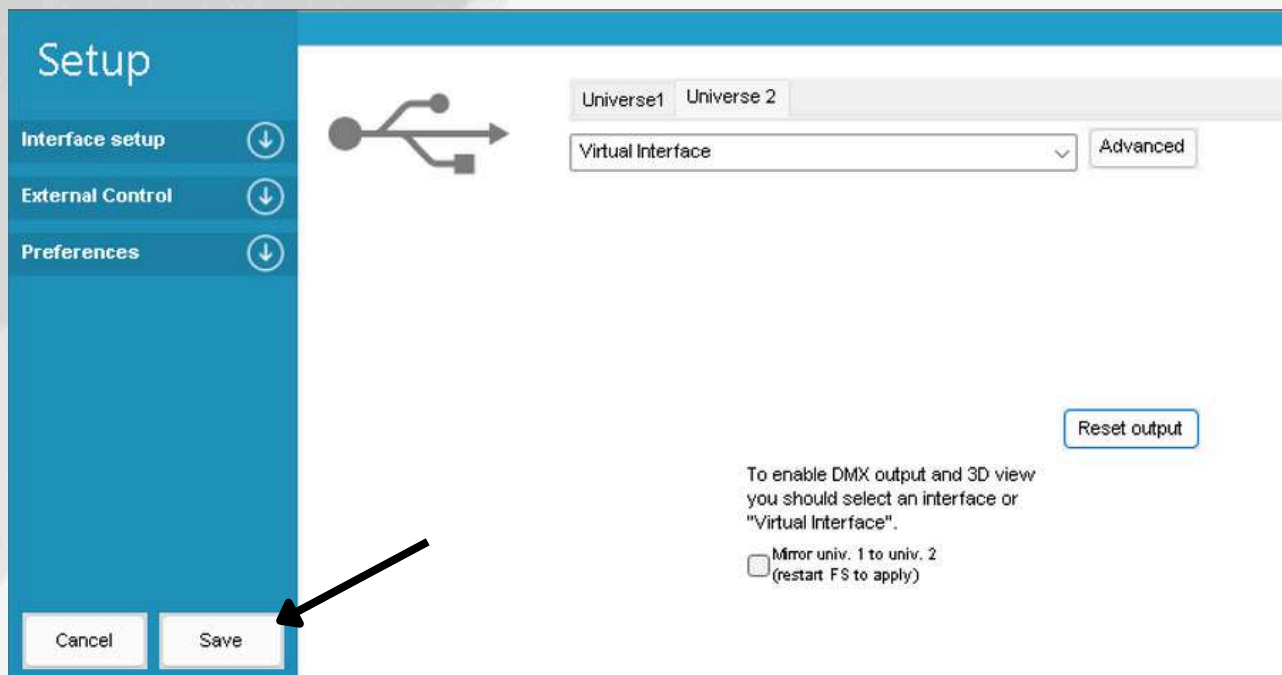 Setup
Interface setup
External Control
Preferences
Cancel
Save
Universe1
Universe 2
Virtual Interface
Advanced
Reset output
To enable DMX output and 3D view
you should select an interface or
"Virtual Interface".
Mirror univ. 1 to univ. 2
(restart FS to apply)